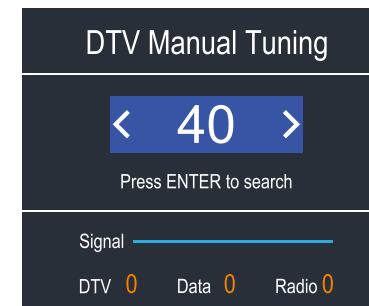 DTV Manual Tuning
< 40 >
Press ENTER to search
Signal
DTV 0 Data 0 Radio 0